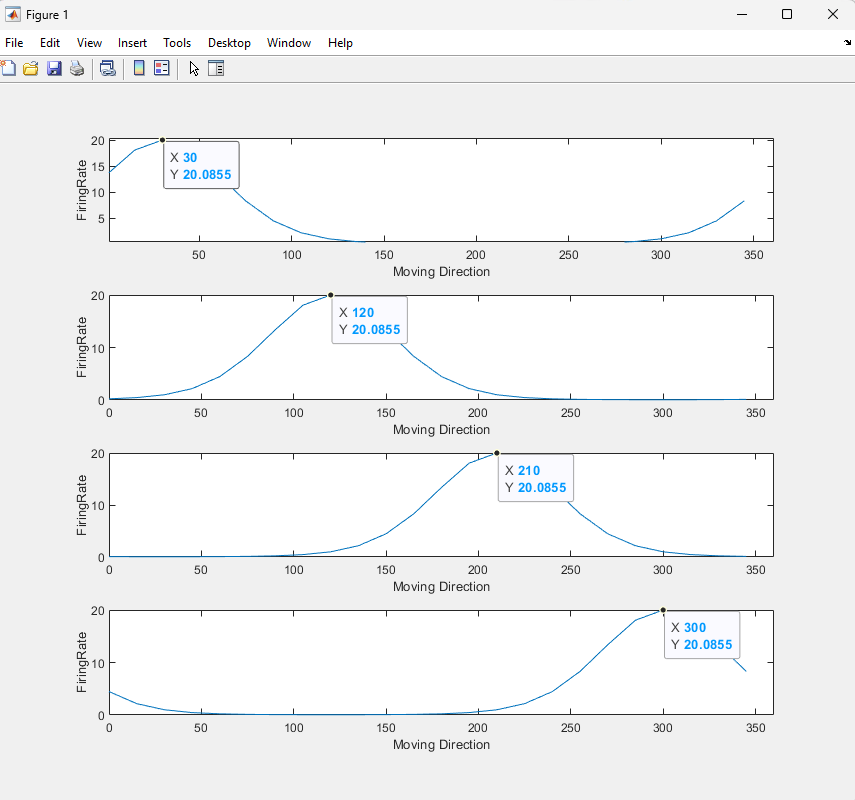 Figure 1
File Edit View Insert Tools Desktop Window Help
20
15
10
5
FiringRate
X 30
Y 20.0855
50 100 150 200 250 300 350
Moving Direction
20
10
0
FiringRate
X 120
Y 20.0855
0 50 100 150 200 250 300 350
Moving Direction
20
10
0
FiringRate
X 210
Y 20.0855
0 50 100 150 200 250 300 350
Moving Direction
20
10
0
FiringRate
X 300
Y 20.0855
0 50 100 150 200 250 300 350
Moving Direction